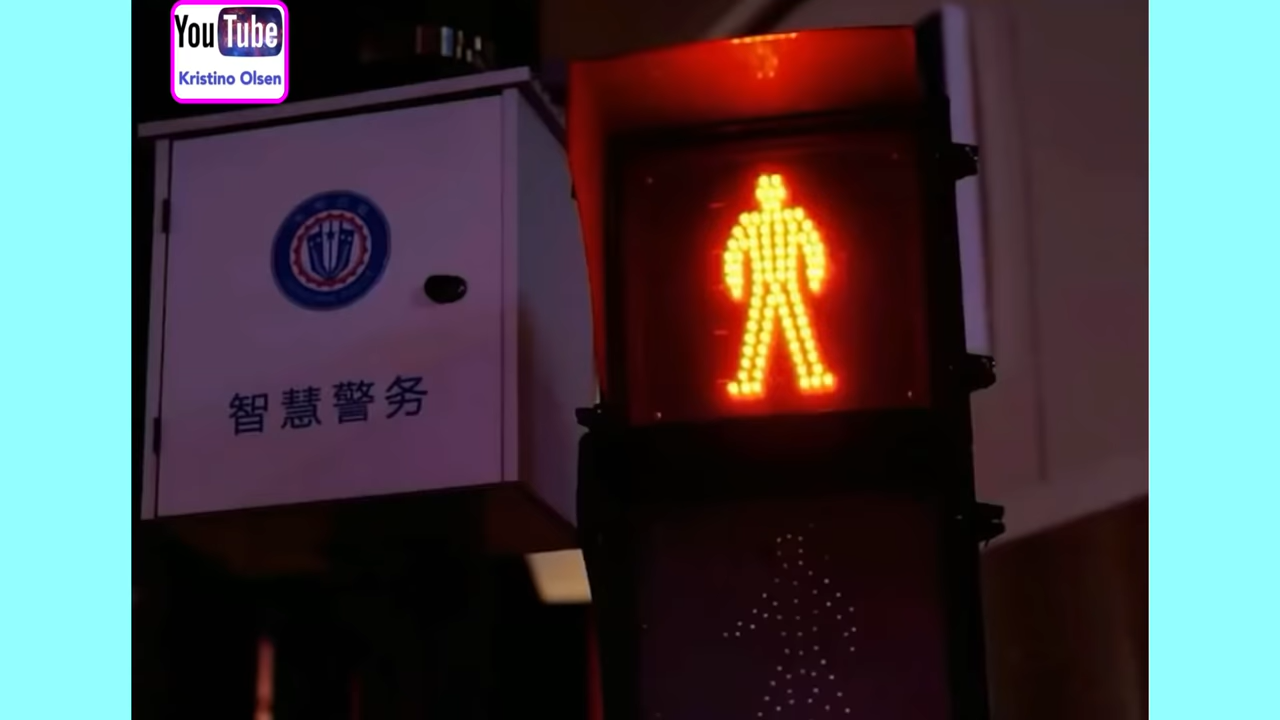 YouTube
Kristino Olsen
智慧警务